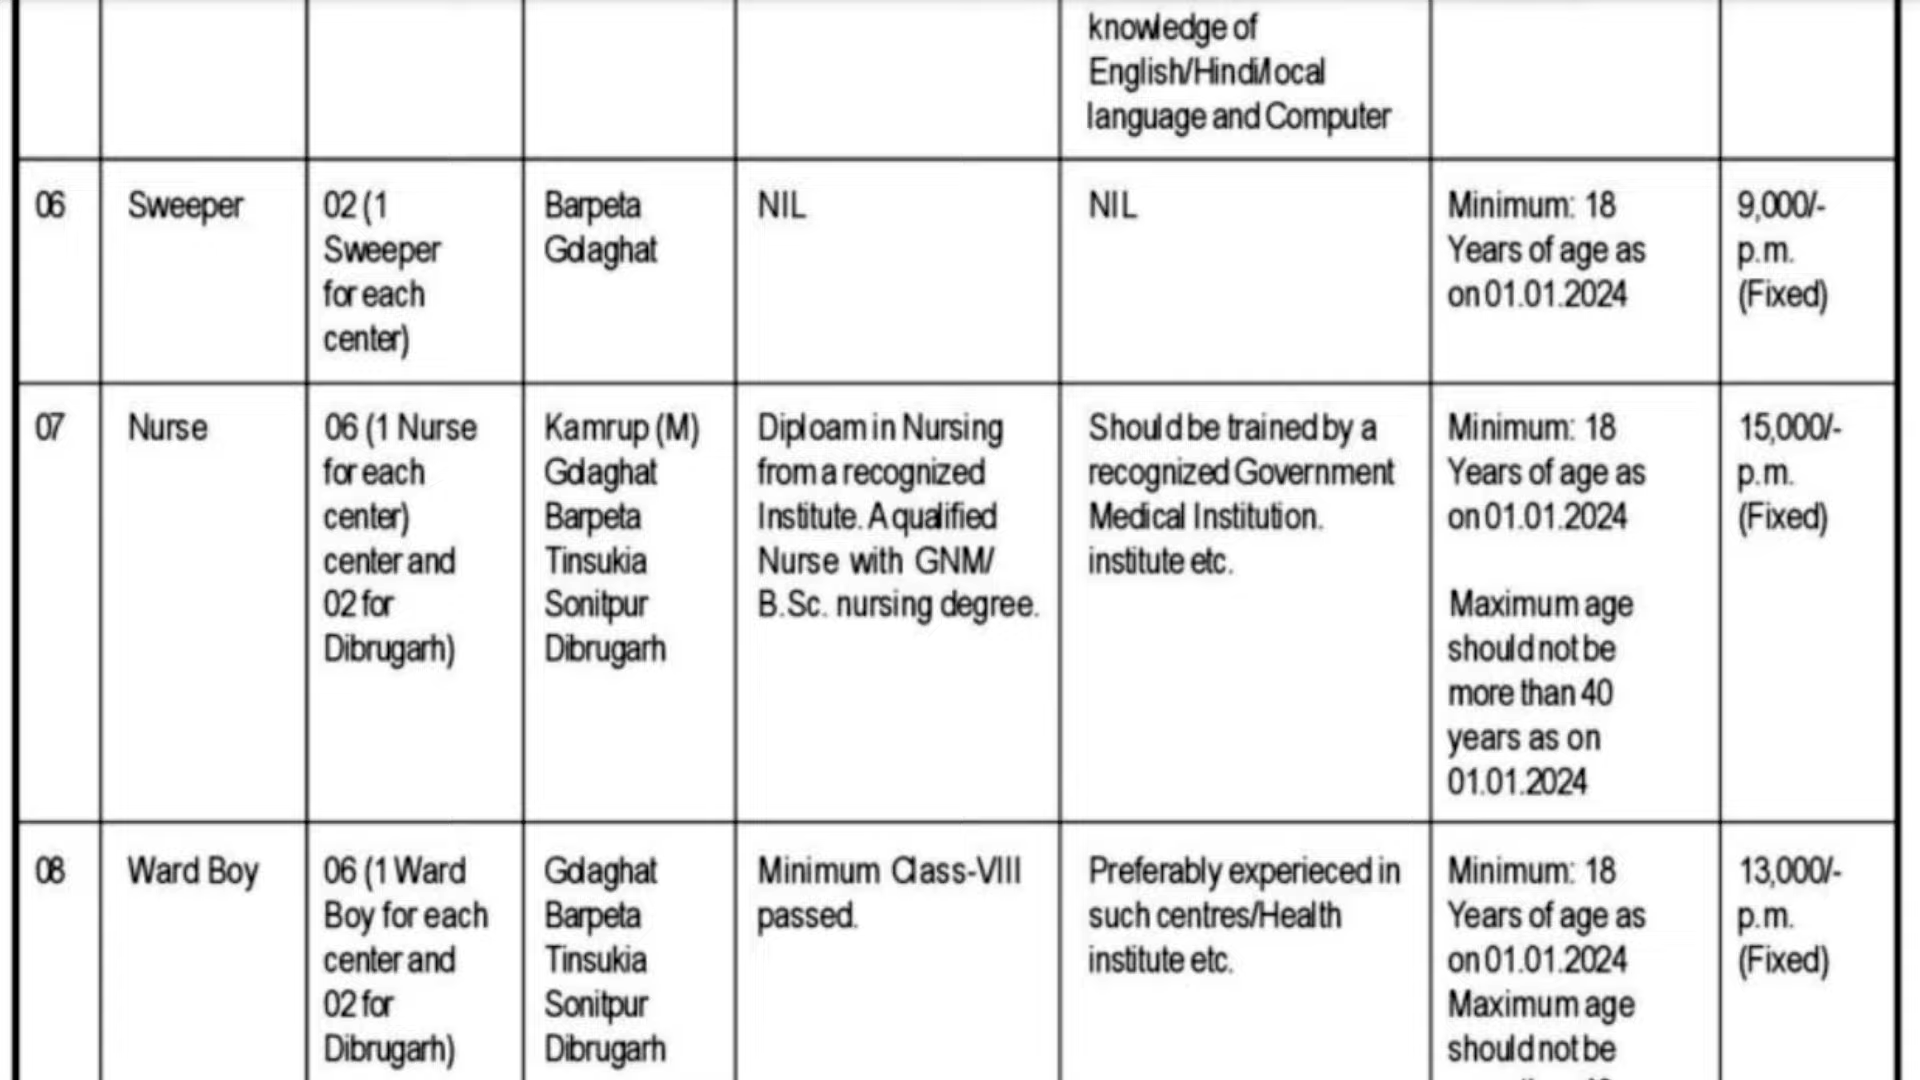 knowledge of
English/Hindi/local
language and Computer
06
Sweeper
02 (1
Sweeper
for each
center)
Barpeta
Golaghat
NIL
NIL
Minimum: 18
Years of age as
on 01.01.2024
9,000/-
p.m.
(Fixed)
07
Nurse
06 (1 Nurse
for each
center)
center and
02 for
Dibrugarh)
Kamrup (M)
Golaghat
Barpeta
Tinsukia
Sonitpur
Dibrugarh
Diploam in Nursing
from a recognized
Institute. A qualified
Nurse with GNM/
B.Sc. nursing degree.
Should be trained by a
recognized Government
Medical Institution.
institute etc.
Minimum: 18
Years of age as
on 01.01.2024
Maximum age
should not be
more than 40
years as on
01.01.2024
15,000/-
p.m.
(Fixed)
08
Ward Boy
06 (1 Ward
Boy for each
center and
02 for
Dibrugarh)
Golaghat
Barpeta
Tinsukia
Sonitpur
Dibrugarh
Minimum Class-VIII
passed.
Preferably experieced in
such centres/Health
institute etc.
Minimum: 18
Years of age as
on 01.01.2024
Maximum age
should not be
13,000/-
p.m.
(Fixed)